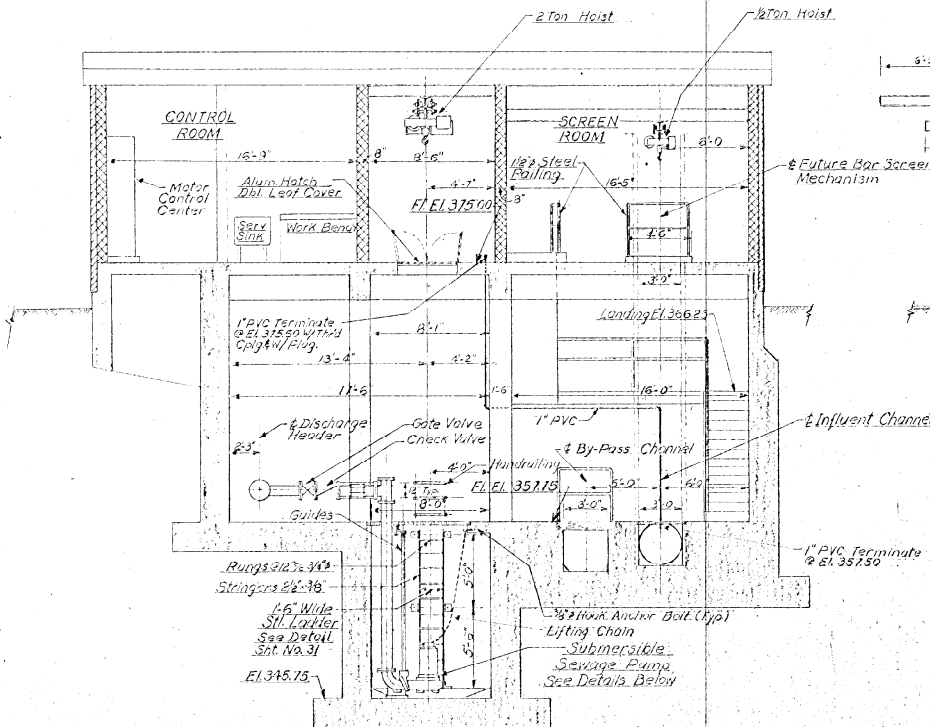 2 Ton Hoist
½ Ton Hoist
CONTROL
ROOM
SCREEN
ROOM
6'-0
16'-9"
8"
8'-6"
1½"ø Steel
Railing
16'-5"
℄ Future Bar Screen
Mechanism
Motor
Control
Center
Alum. Hatch
Dbl. Leaf Cover
4'-7"
Fl. El. 375.00
8"
Serv
Sink
Work Bench
3'-0"
1" PVC Terminate
@ El. 375.50 W/Thr'd
Cplg. & W/Plug.
Landing El. 366.25
8'-1"
13'-4"
4'-2"
17'-6"
1'-6"
16'-0"
1" PVC
℄ Influent Channel
℄ Discharge
Header
2'-3"
Gate Valve
Check Valve
4'-0"
Handrailing
℄ By-Pass Channel
12
Typ.
Fl. El. 357.75
5'-0"
6'-0"
8'-0"
3'-0"
3'-0"
Guides
1" PVC Terminate
@ El. 357.50
5'-0"
Stringers
1'-6" Wide
Stl. Ladder
See Detail
Sht. No. 31
Hook Anchor Bolt (Typ)
Lifting Chain
5'-0"
Submersible
Sewage Pump
See Details Below
El. 345.75